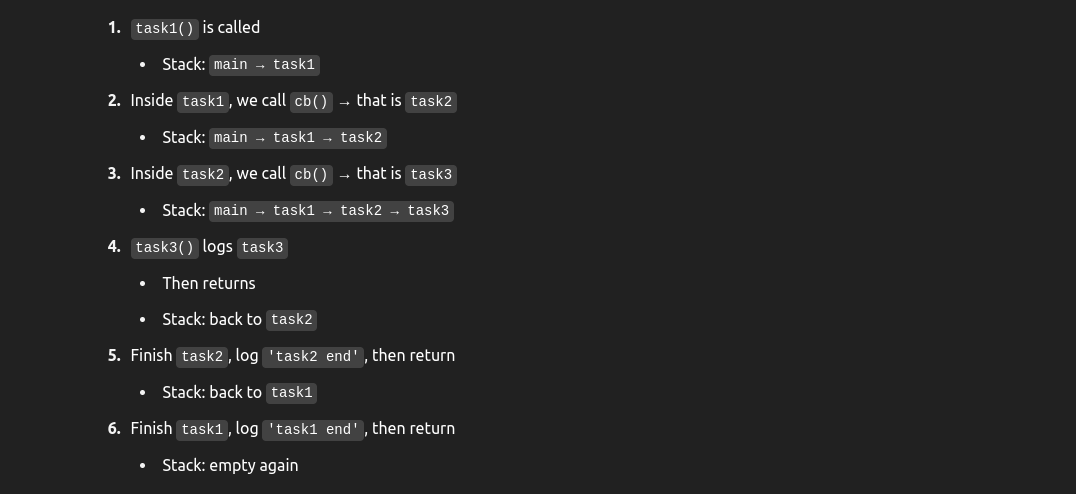 1. task1() is called
• Stack: main → task1
2. Inside task1, we call cb() → that is task2
• Stack: main → task1 → task2
3. Inside task2, we call cb() → that is task3
• Stack: main → task1 → task2 → task3
4. task3() logs task3
• Then returns
• Stack: back to task2
5. Finish task2, log 'task2 end', then return
• Stack: back to task1
6. Finish task1, log 'task1 end', then return
• Stack: empty again